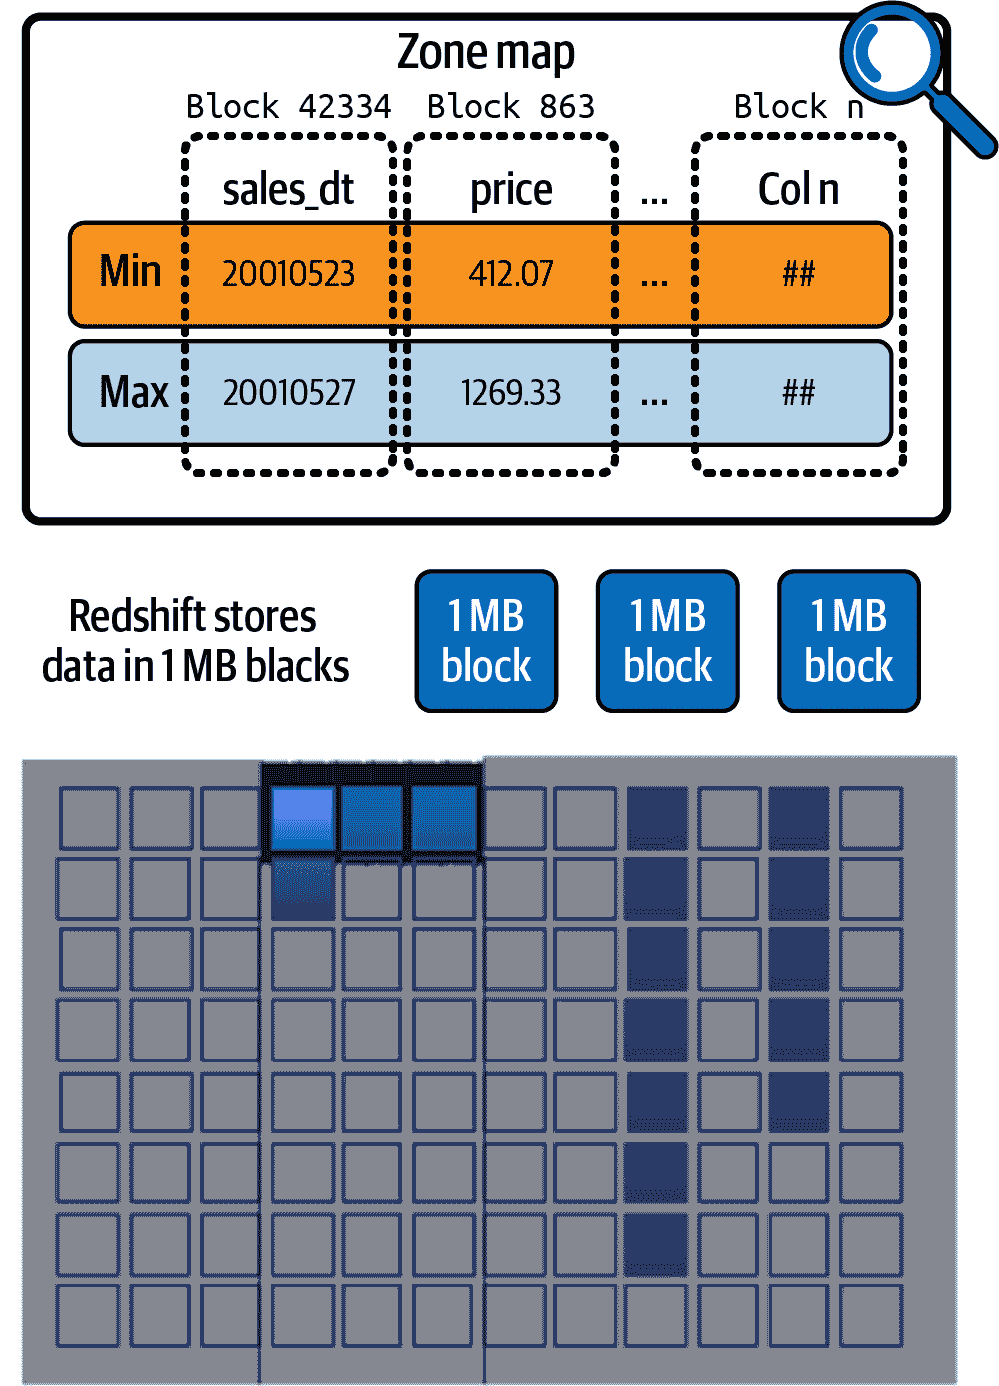 Zone map
Block 42334 Block 863 Block n
sales_dt price ... Col n
Min 20010523 412.07 ... ##
Max 20010527 1269.33 ... ##
Redshift stores
data in 1 MB blacks
1 MB
block
1 MB
block
1 MB
block